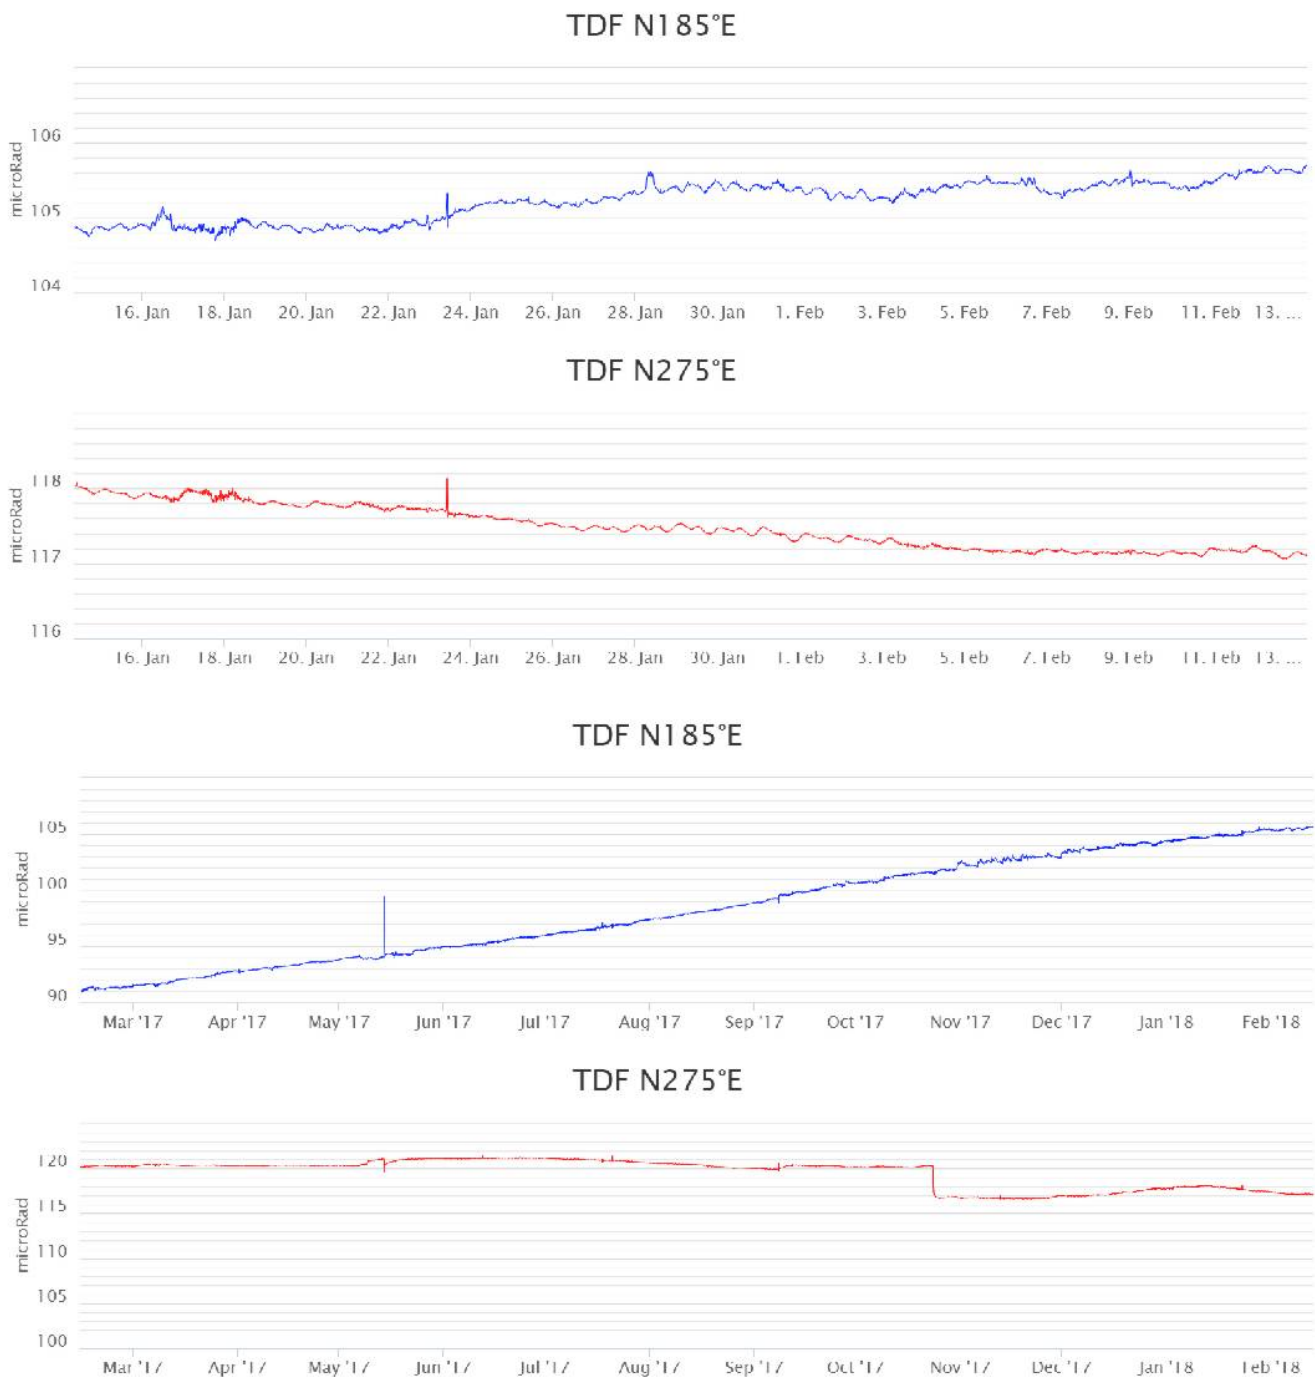 TDF N185°E
microRad
106
105
104
16. Jan 18. Jan 20. Jan 22. Jan 24. Jan 26. Jan 28. Jan 30. Jan 1. Feb 3. Feb 5. Feb 7. Feb 9. Feb 11. Feb 13. ...
TDF N275°E
microRad
118
117
116
16. Jan 18. Jan 20. Jan 22. Jan 24. Jan 26. Jan 28. Jan 30. Jan 1. Feb 3. Feb 5. Feb 7. Feb 9. Feb 11. Feb 13. ...
TDF N185°E
microRad
105
100
95
90
Mar '17 Apr '17 May '17 Jun '17 Jul '17 Aug '17 Sep '17 Oct '17 Nov '17 Dec '17 Jan '18 Feb '18
TDF N275°E
microRad
120
115
110
105
100
Mar '17 Apr '17 May '17 Jun '17 Jul '17 Aug '17 Sep '17 Oct '17 Nov '17 Dec '17 Jan '18 Feb '18